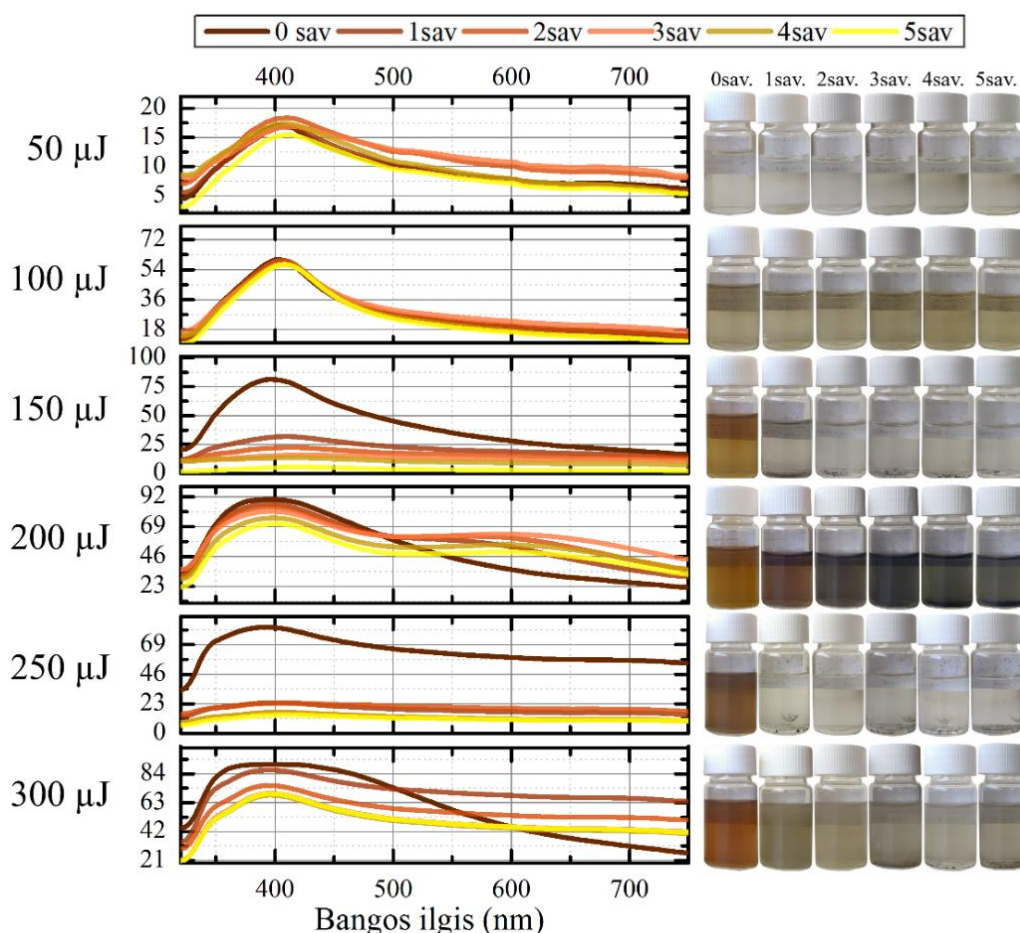 0 sav 1sav 2sav 3sav 4sav 5sav
400 500 600 700
0sav. 1sav. 2sav. 3sav. 4sav. 5sav.
50 μJ
20
15
10
5
100 μJ
72
54
36
18
150 μJ
100
75
50
25
0
200 μJ
92
69
46
23
250 μJ
69
46
23
0
300 μJ
84
63
42
21
400 500 600 700
Bangos ilgis (nm)